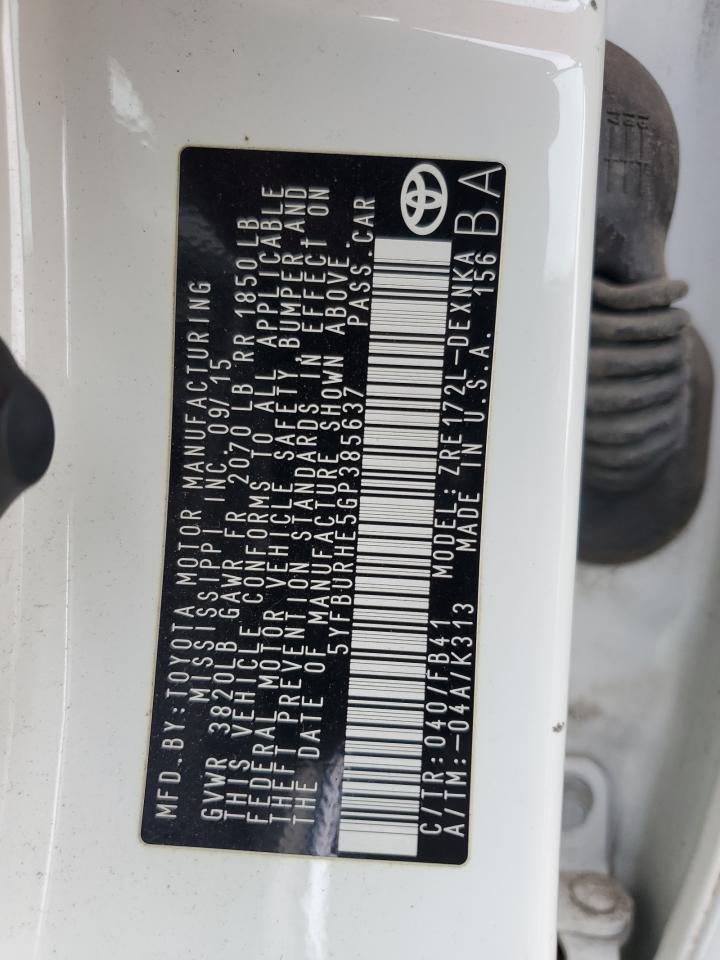 MFD.BY:TOYOTA MOTOR MANUFACTURING
MISSISSIPPI INC. 09/15
GVWR 3820LB GAWR FR 2070 LB RR 1850 LB
THIS VEHICLE CONFORMS TO ALL APPLICABLE
FEDERAL MOTOR VEHICLE SAFETY, BUMPER AND
THEFT PREVENTION STANDARDS IN EFFECT ON
THE DATE OF MANUFACTURE SHOWN ABOVE.
5YFBURHE5GP385637 PASS.CAR
C/TR:040/FB41 MODEL:ZRE172L-DEXNKA
A/TM:-04A/K313 MADE IN U.S.A. 156 BA